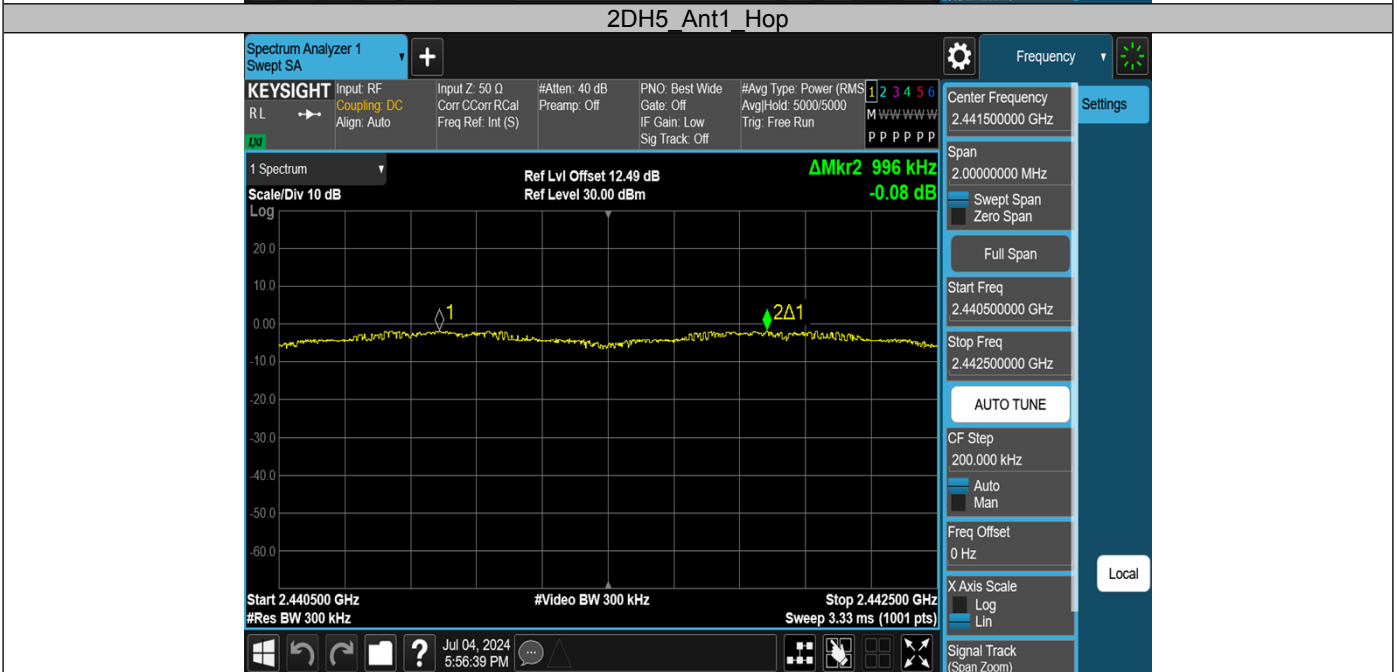 2DH5_Ant1_Hop
Spectrum Analyzer 1
Swept SA
+
Frequency
KEYSIGHT
RL
LXI
Input: RF
Coupling: DC
Align: Auto
Input Z: 50 Ω
Corr CCorr RCal
Freq Ref: Int (S)
#Atten: 40 dB
Preamp: Off
PNO: Best Wide
Gate: Off
IF Gain: Low
Sig Track: Off
#Avg Type: Power (RMS
Avg|Hold: 5000/5000
Trig: Free Run
1 2 3 4 5 6
M W W W W W
P P P P P P
Center Frequency
2.441500000 GHz
Settings
Span
2.00000000 MHz
Swept Span
Zero Span
Full Span
Start Freq
2.440500000 GHz
Stop Freq
2.442500000 GHz
AUTO TUNE
CF Step
200.000 kHz
Auto
Man
Freq Offset
0 Hz
X Axis Scale
Log
Lin
Signal Track
(Span Zoom)
Local
1 Spectrum
Ref Lvl Offset 12.49 dB
ΔMkr2 996 kHz
Scale/Div 10 dB
Ref Level 30.00 dBm
-0.08 dB
Log
20.0
10.0
0.00
-10.0
-20.0
-30.0
-40.0
-50.0
-60.0
1
2Δ1
Start 2.440500 GHz
#Video BW 300 kHz
Stop 2.442500 GHz
#Res BW 300 kHz
Sweep 3.33 ms (1001 pts)
?
Jul 04, 2024
5:56:39 PM